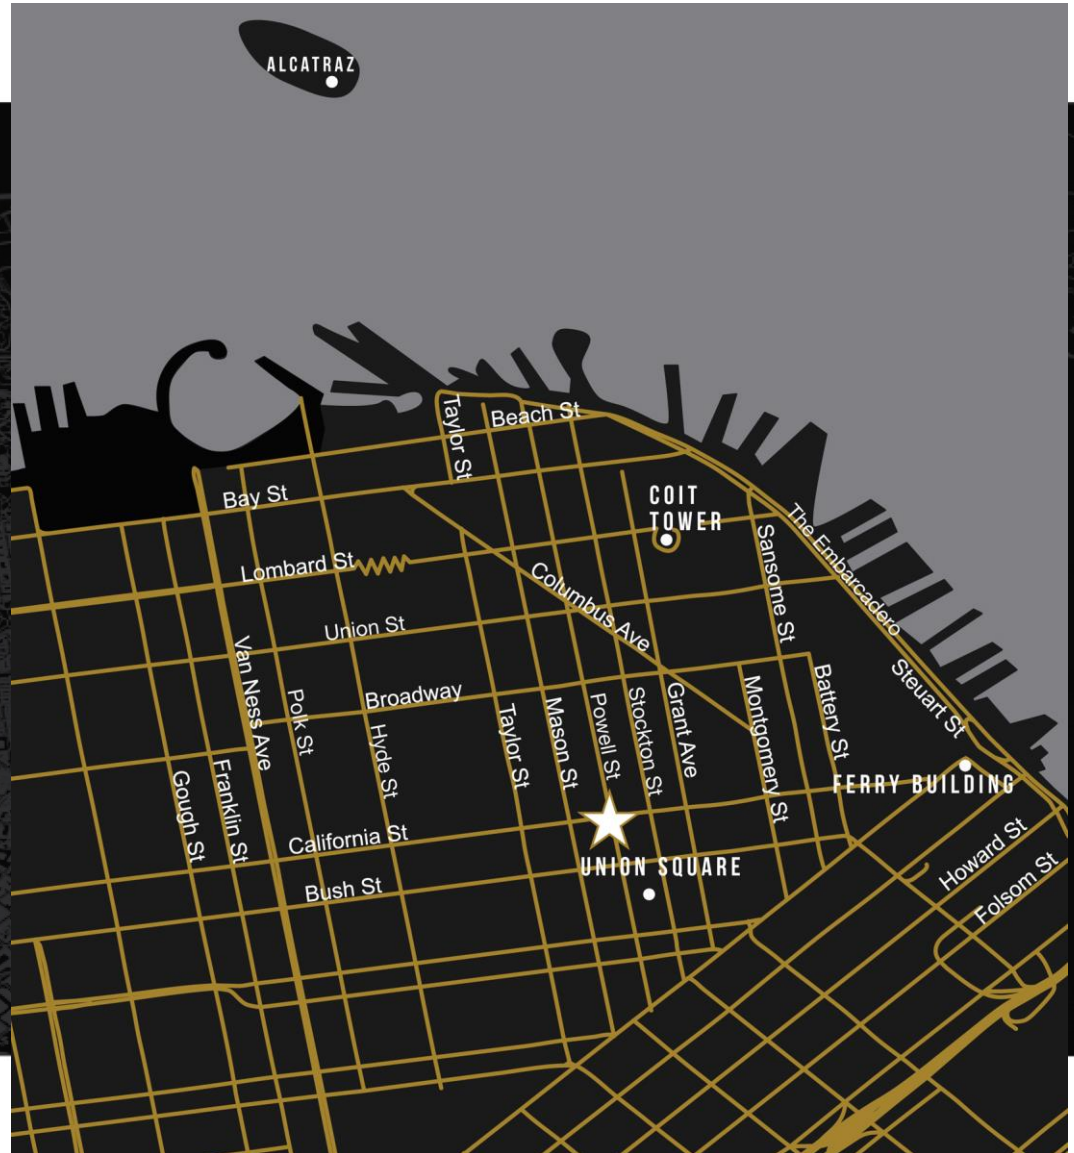 ALCATRAZ
Taylor St
Beach St
Bay St
COIT
TOWER
The Embarcadero
Sansome St
Lombard St
Columbus Ave
Union St
Van Ness Ave
Steuart St
Broadway
Polk St
Hyde St
Taylor St
Mason St
Powell St
Stockton St
Grant Ave
Montgomery St
Battery St
FERRY BUILDING
Gough St
Franklin St
California St
Howard St
UNION SQUARE
Bush St
Folsom St